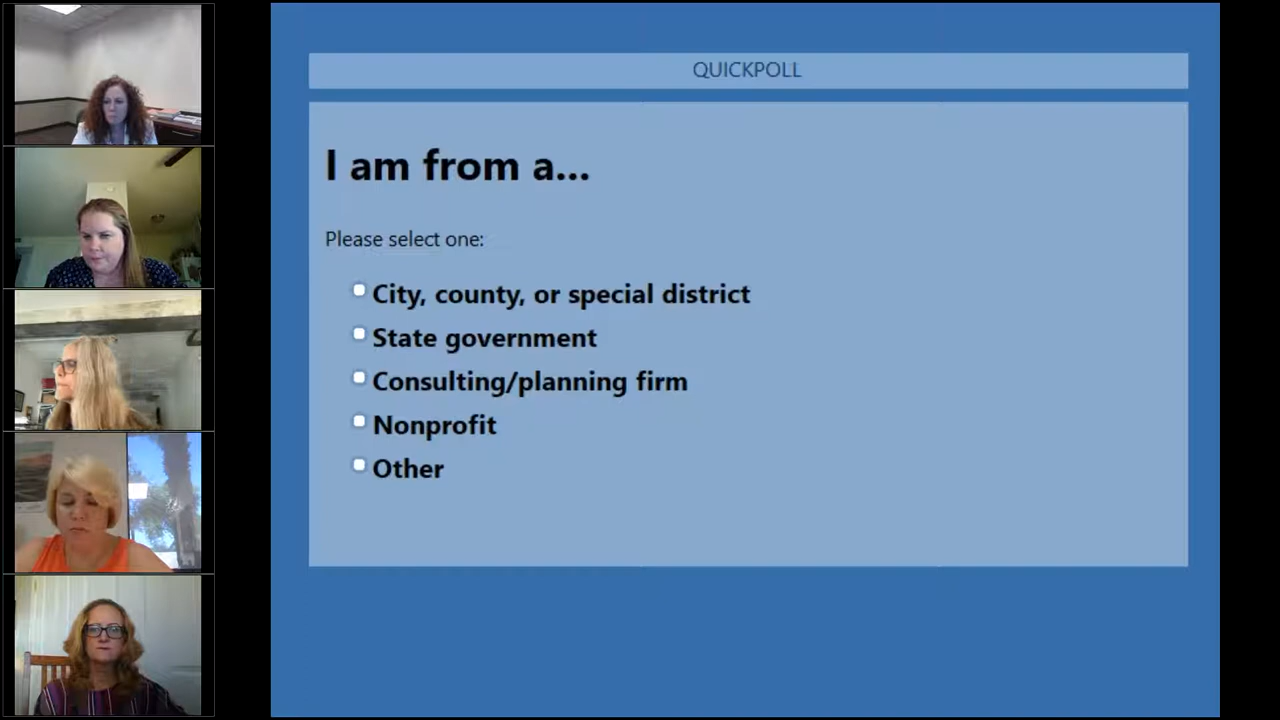 QUICKPOLL
I am from a...
Please select one:
City, county, or special district
State government
Consulting/planning firm
Nonprofit
Other